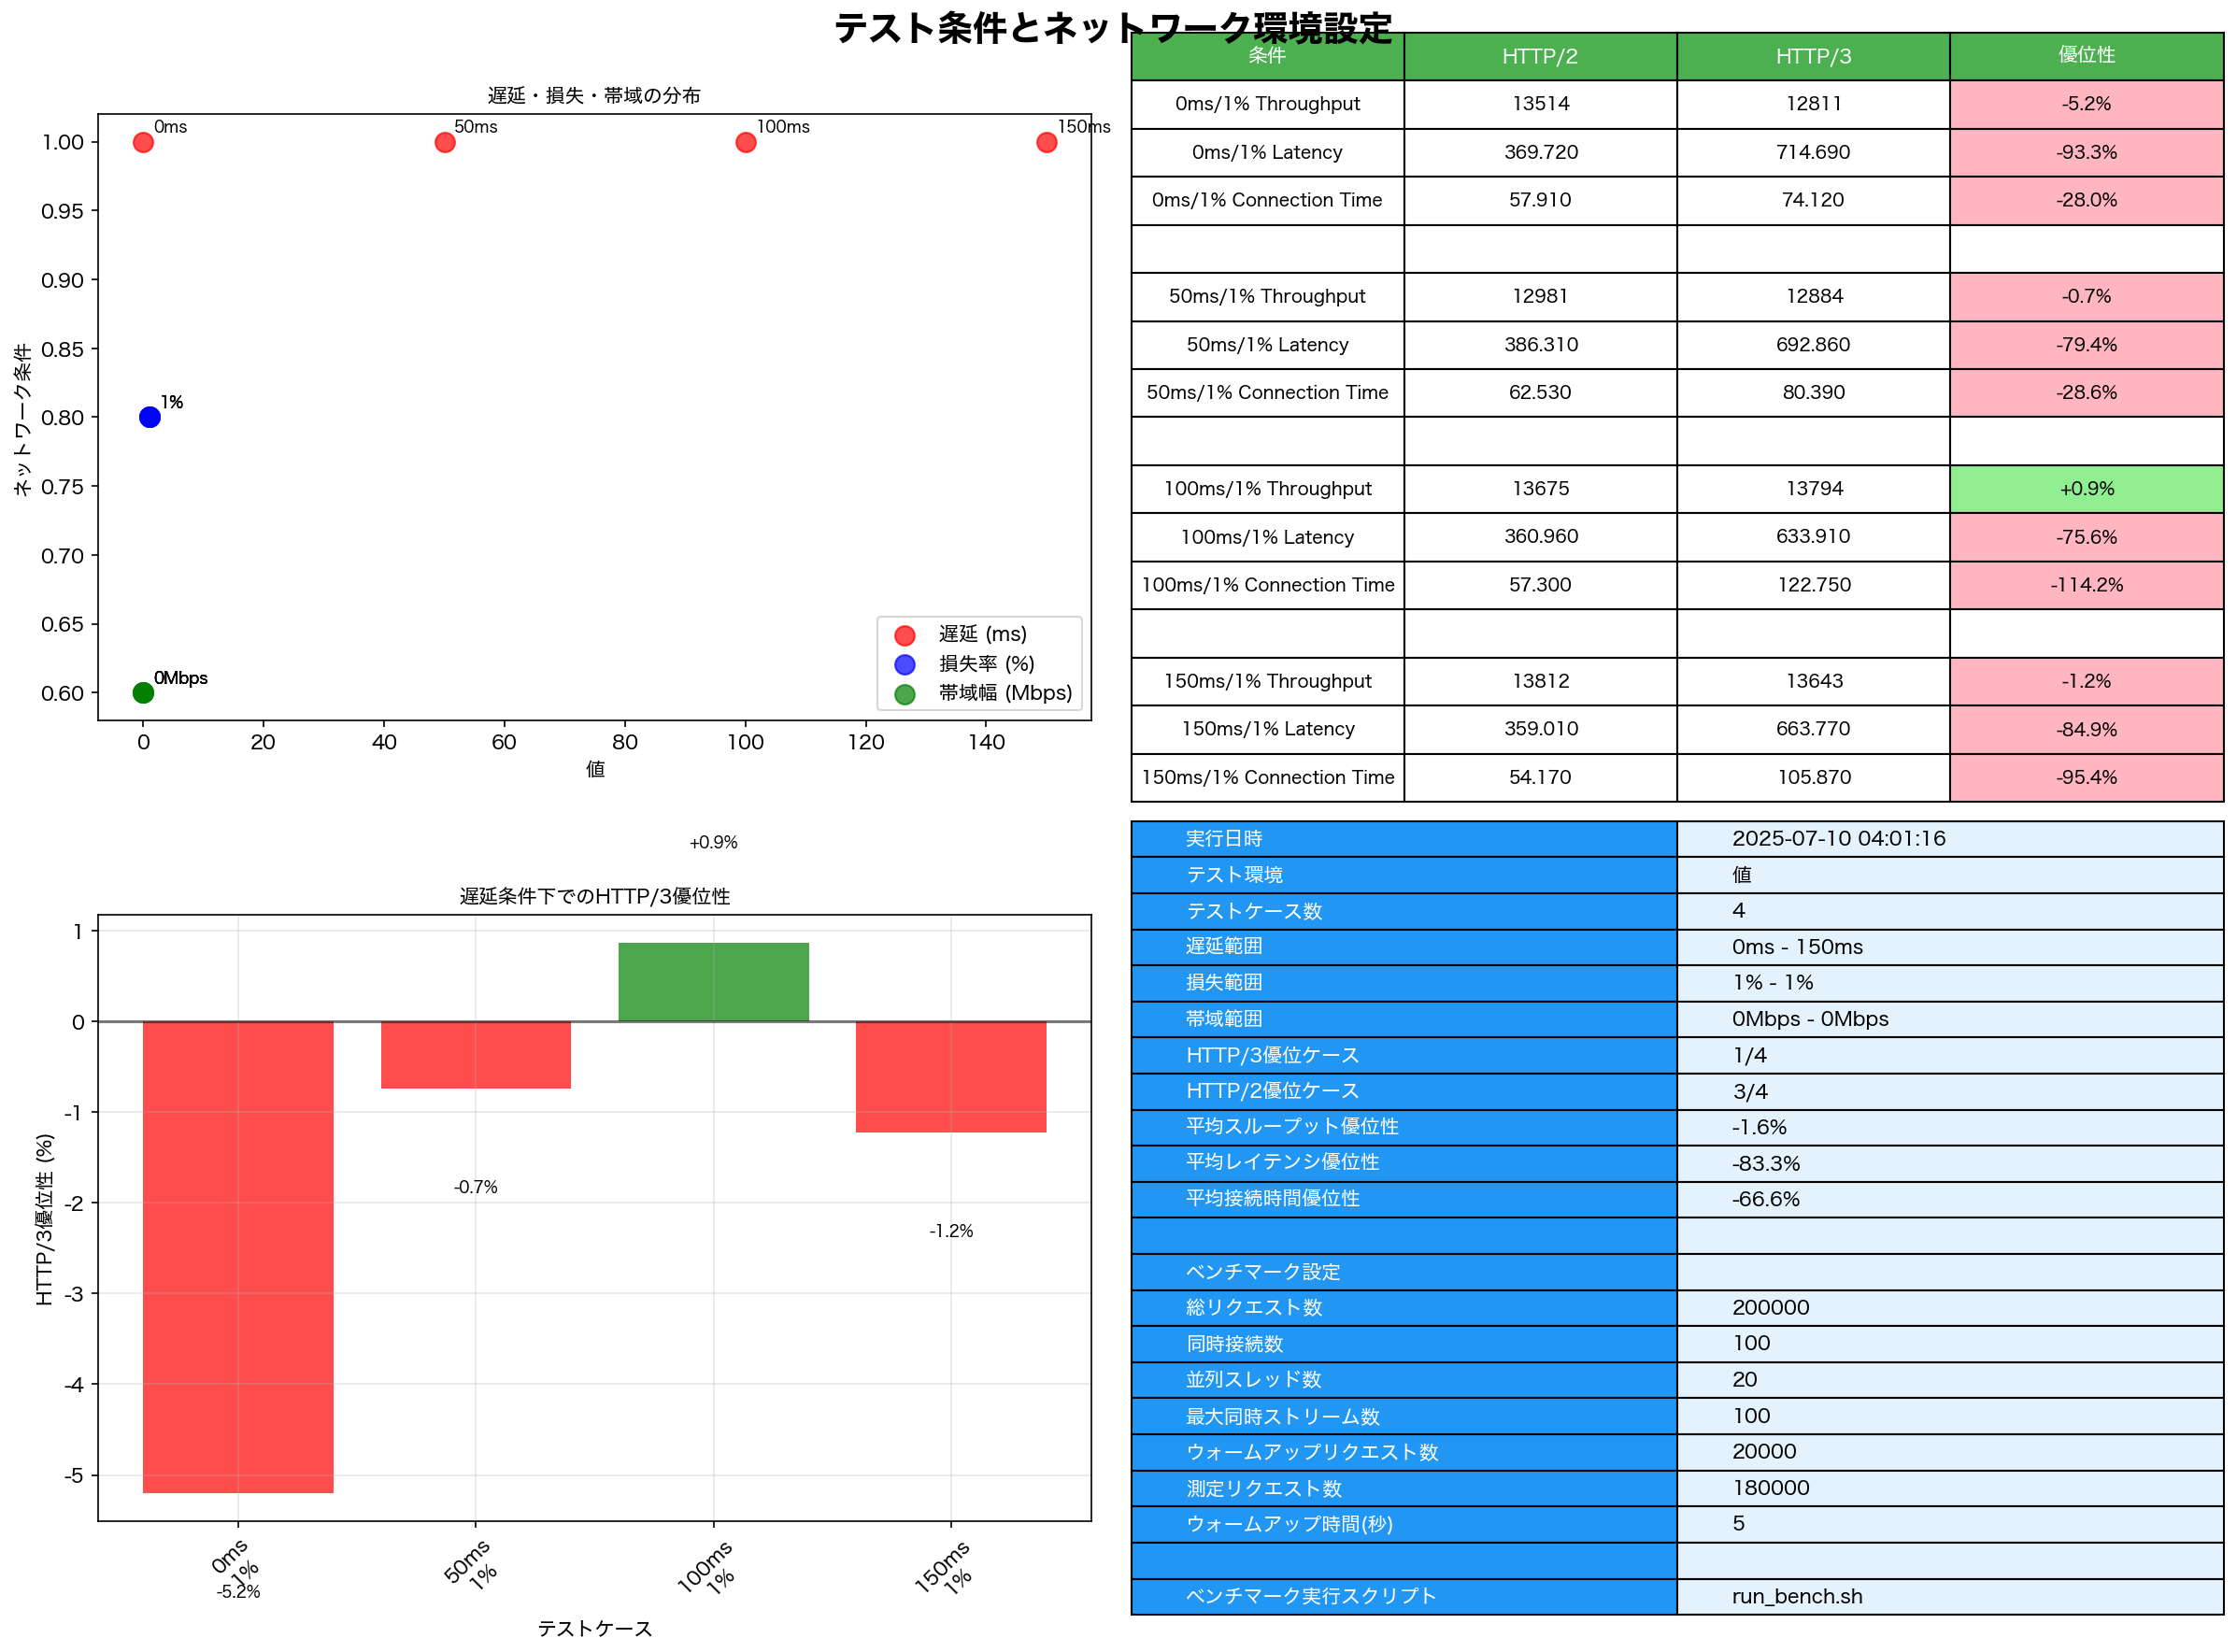 テスト条件とネットワーク環境設定
遅延・損失・帯域の分布
1.00
0.95
0.90
0.85
0.80
0.75
0.70
0.65
0.60
ネットワーク条件
0ms
50ms
100ms
150ms
1%
0Mbps
遅延 (ms)
損失率 (%)
帯域幅 (Mbps)
0 20 40 60 80 100 120 140
値
条件 HTTP/2 HTTP/3 優位性
0ms/1% Throughput 13514 12811 -5.2%
0ms/1% Latency 369.720 714.690 -93.3%
0ms/1% Connection Time 57.910 74.120 -28.0%
50ms/1% Throughput 12981 12884 -0.7%
50ms/1% Latency 386.310 692.860 -79.4%
50ms/1% Connection Time 62.530 80.390 -28.6%
100ms/1% Throughput 13675 13794 +0.9%
100ms/1% Latency 360.960 633.910 -75.6%
100ms/1% Connection Time 57.300 122.750 -114.2%
150ms/1% Throughput 13812 13643 -1.2%
150ms/1% Latency 359.010 663.770 -84.9%
150ms/1% Connection Time 54.170 105.870 -95.4%
+0.9%
遅延条件下でのHTTP/3優位性
1
0
-1
-2
-3
-4
-5
HTTP/3優位性 (%)
-0.7%
-1.2%
0ms
1%
-5.2%
50ms
1%
100ms
1%
150ms
1%
テストケース
実行日時 2025-07-10 04:01:16
テスト環境 値
テストケース数 4
遅延範囲 0ms - 150ms
損失範囲 1% - 1%
帯域範囲 0Mbps - 0Mbps
HTTP/3優位ケース 1/4
HTTP/2優位ケース 3/4
平均スループット優位性 -1.6%
平均レイテンシ優位性 -83.3%
平均接続時間優位性 -66.6%
ベンチマーク設定
総リクエスト数 200000
同時接続数 100
並列スレッド数 20
最大同時ストリーム数 100
ウォームアップリクエスト数 20000
測定リクエスト数 180000
ウォームアップ時間(秒) 5
ベンチマーク実行スクリプト run_bench.sh